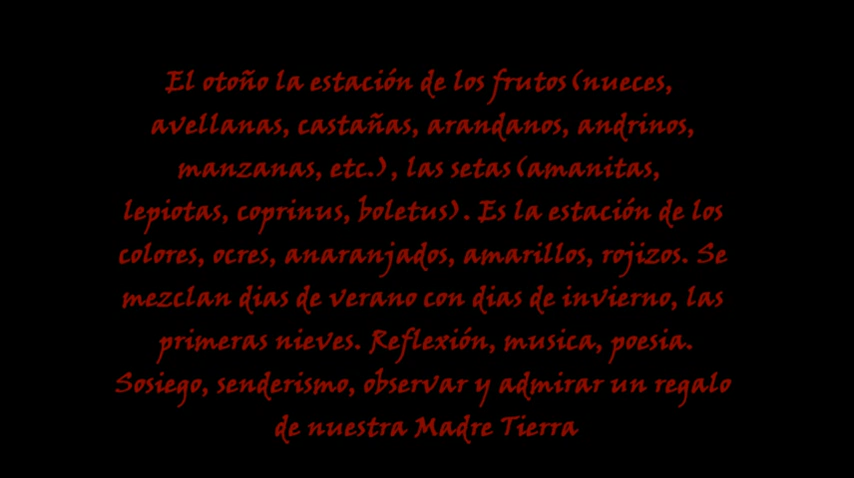 El otoño la estación de los frutos (nueces,
avellanas, castañas, arandanos, andrinos,
manzanas, etc.), las setas (amanitas,
lepiotas, coprinus, boletus). Es la estación de los
colores, ocres, anaranjados, amarillos, rojizos. Se
mezclan dias de verano con dias de invierno, las
primeras nieves. Reflexión, musica, poesia.
Sosiego, senderismo, observar y admirar un regalo
de nuestra Madre Tierra